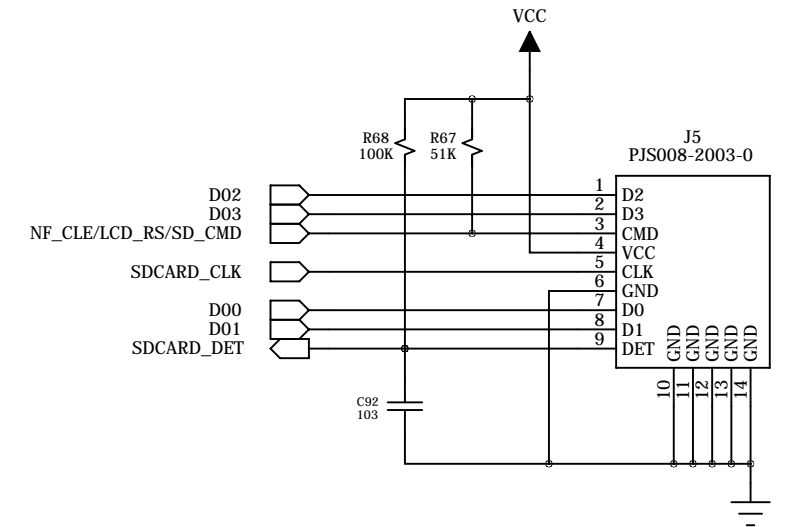 VCC
J5
PJS008-2003-0
R68
100K
R67
51K
D02
D03
NF_CLE/LCD_RS/SD_CMD
SDCARD_CLK
D00
D01
SDCARD_DET
1 D2
2 D3
3 CMD
4 VCC
5 CLK
6 GND
7 D0
8 D1
9 DET
GND GND GND GND GND
10 11 12 13 14
C92
103